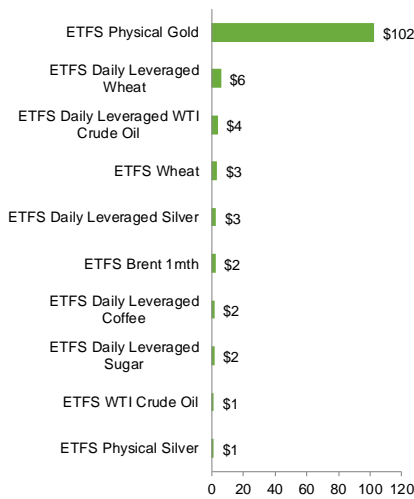 ETFS Physical Gold
$102
ETFS Daily Leveraged
Wheat
$6
ETFS Daily Leveraged WTI
Crude Oil
$4
ETFS Wheat
$3
ETFS Daily Leveraged Silver
$3
ETFS Brent 1mth
$2
ETFS Daily Leveraged
Coffee
$2
ETFS Daily Leveraged
Sugar
$2
ETFS WTI Crude Oil
$1
ETFS Physical Silver
$1
0 20 40 60 80 100 120